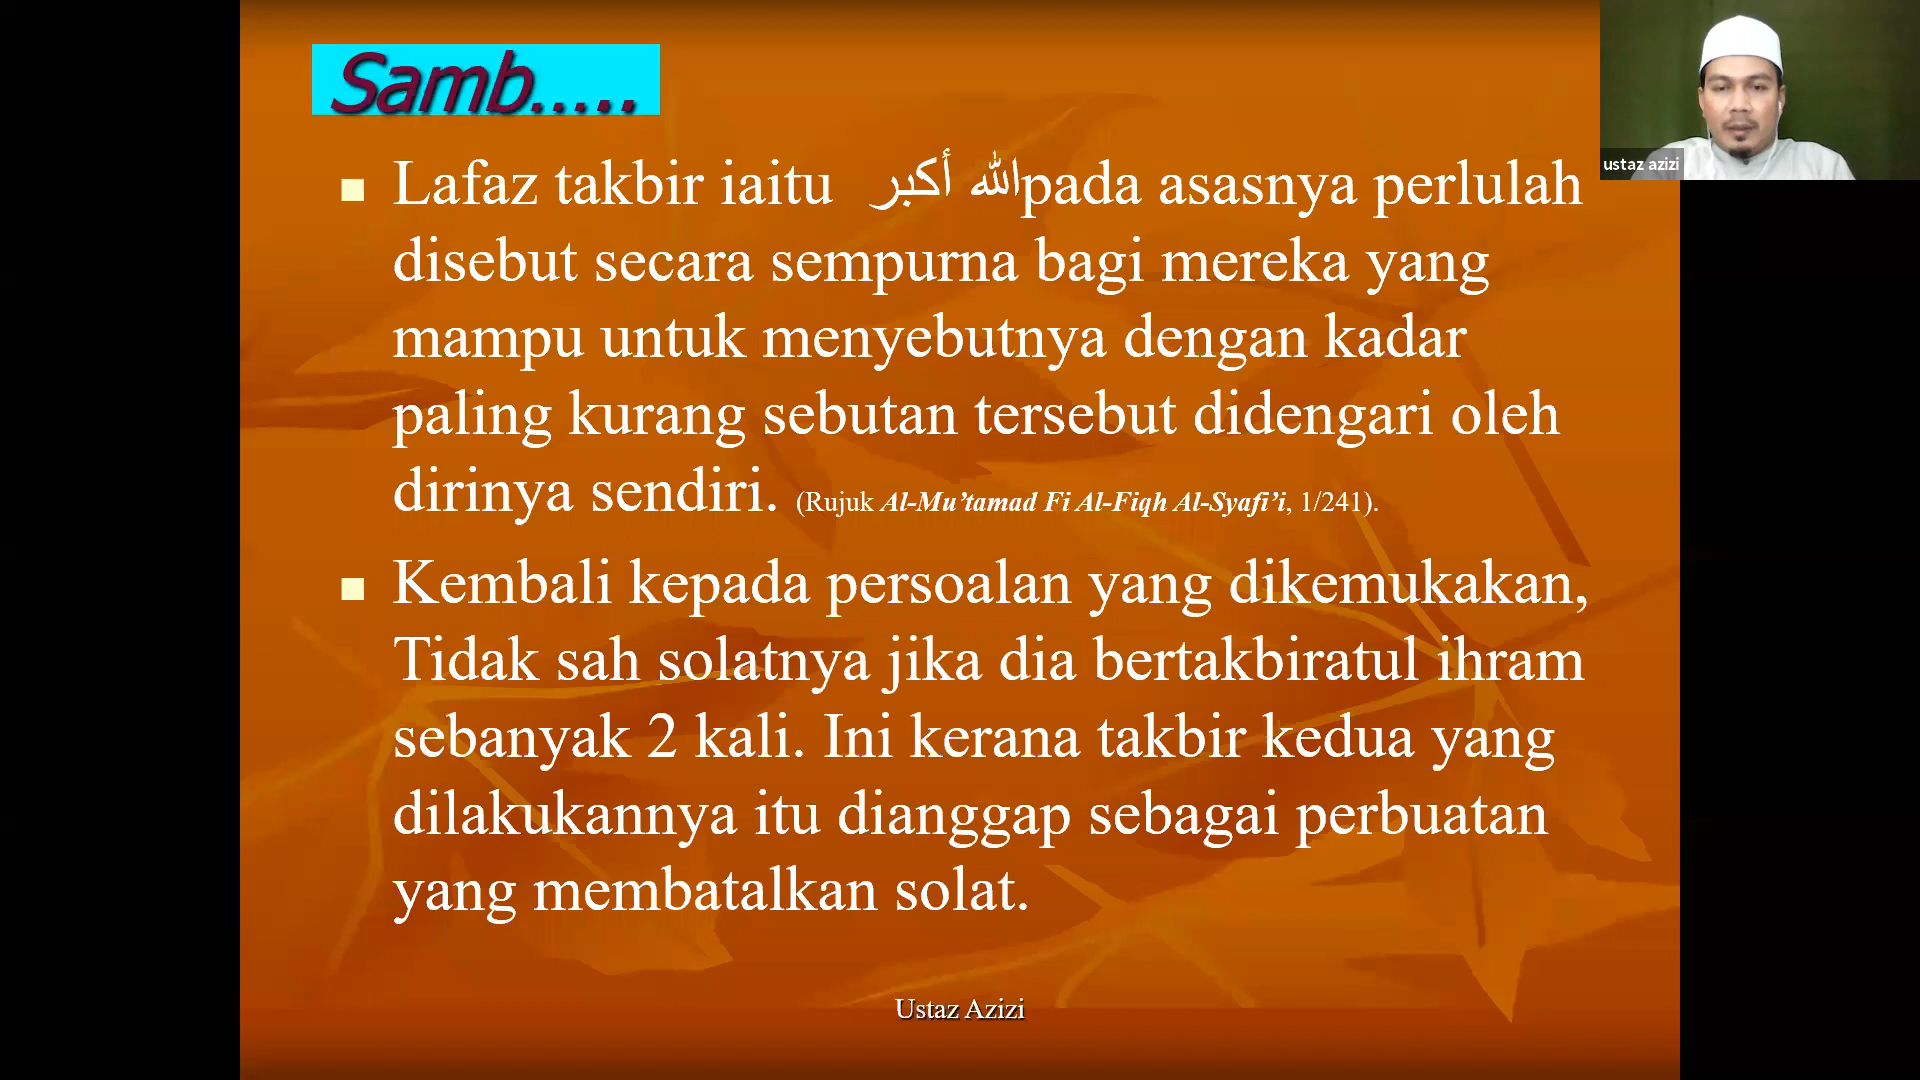 Samb.....
Lafaz takbir iaitu الله أكبر pada asasnya perlulah
disebut secara sempurna bagi mereka yang
mampu untuk menyebutnya dengan kadar
paling kurang sebutan tersebut didengari oleh
dirinya sendiri. (Rujuk Al-Mu’tamad Fi Al-Fiqh Al-Syafi’i, 1/241).
Kembali kepada persoalan yang dikemukakan,
Tidak sah solatnya jika dia bertakbiratul ihram
sebanyak 2 kali. Ini kerana takbir kedua yang
dilakukannya itu dianggap sebagai perbuatan
yang membatalkan solat.
Ustaz Azizi
ustaz azizi